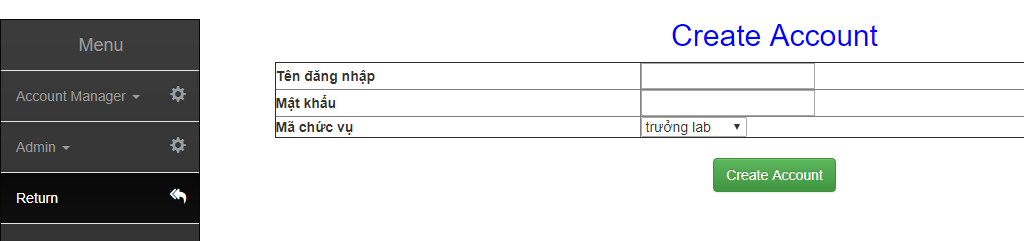 Menu
Account Manager
Admin
Return
Create Account
Tên đăng nhập
Mật khẩu
Mã chức vụ
trưởng lab
Create Account